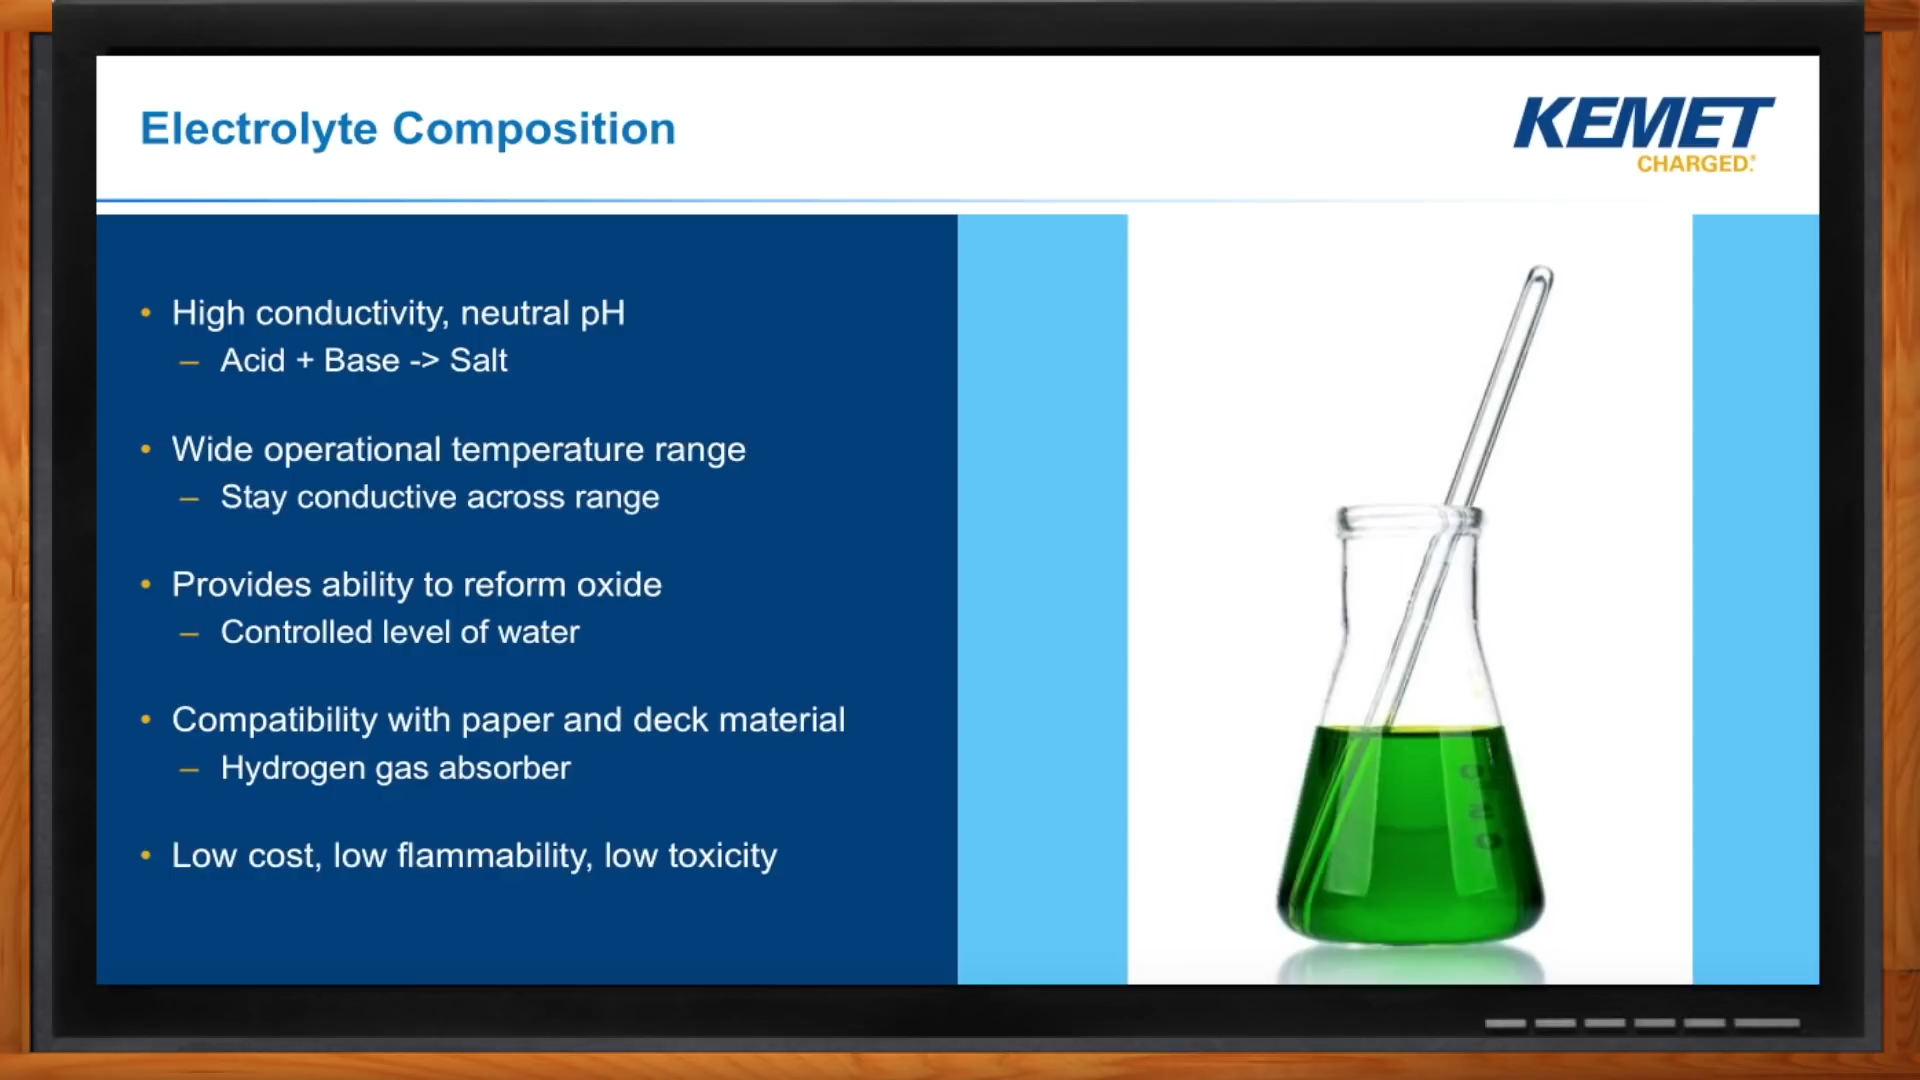 Electrolyte Composition
KEMET
CHARGED.
• High conductivity, neutral pH
– Acid + Base -> Salt
• Wide operational temperature range
– Stay conductive across range
• Provides ability to reform oxide
– Controlled level of water
• Compatibility with paper and deck material
– Hydrogen gas absorber
• Low cost, low flammability, low toxicity